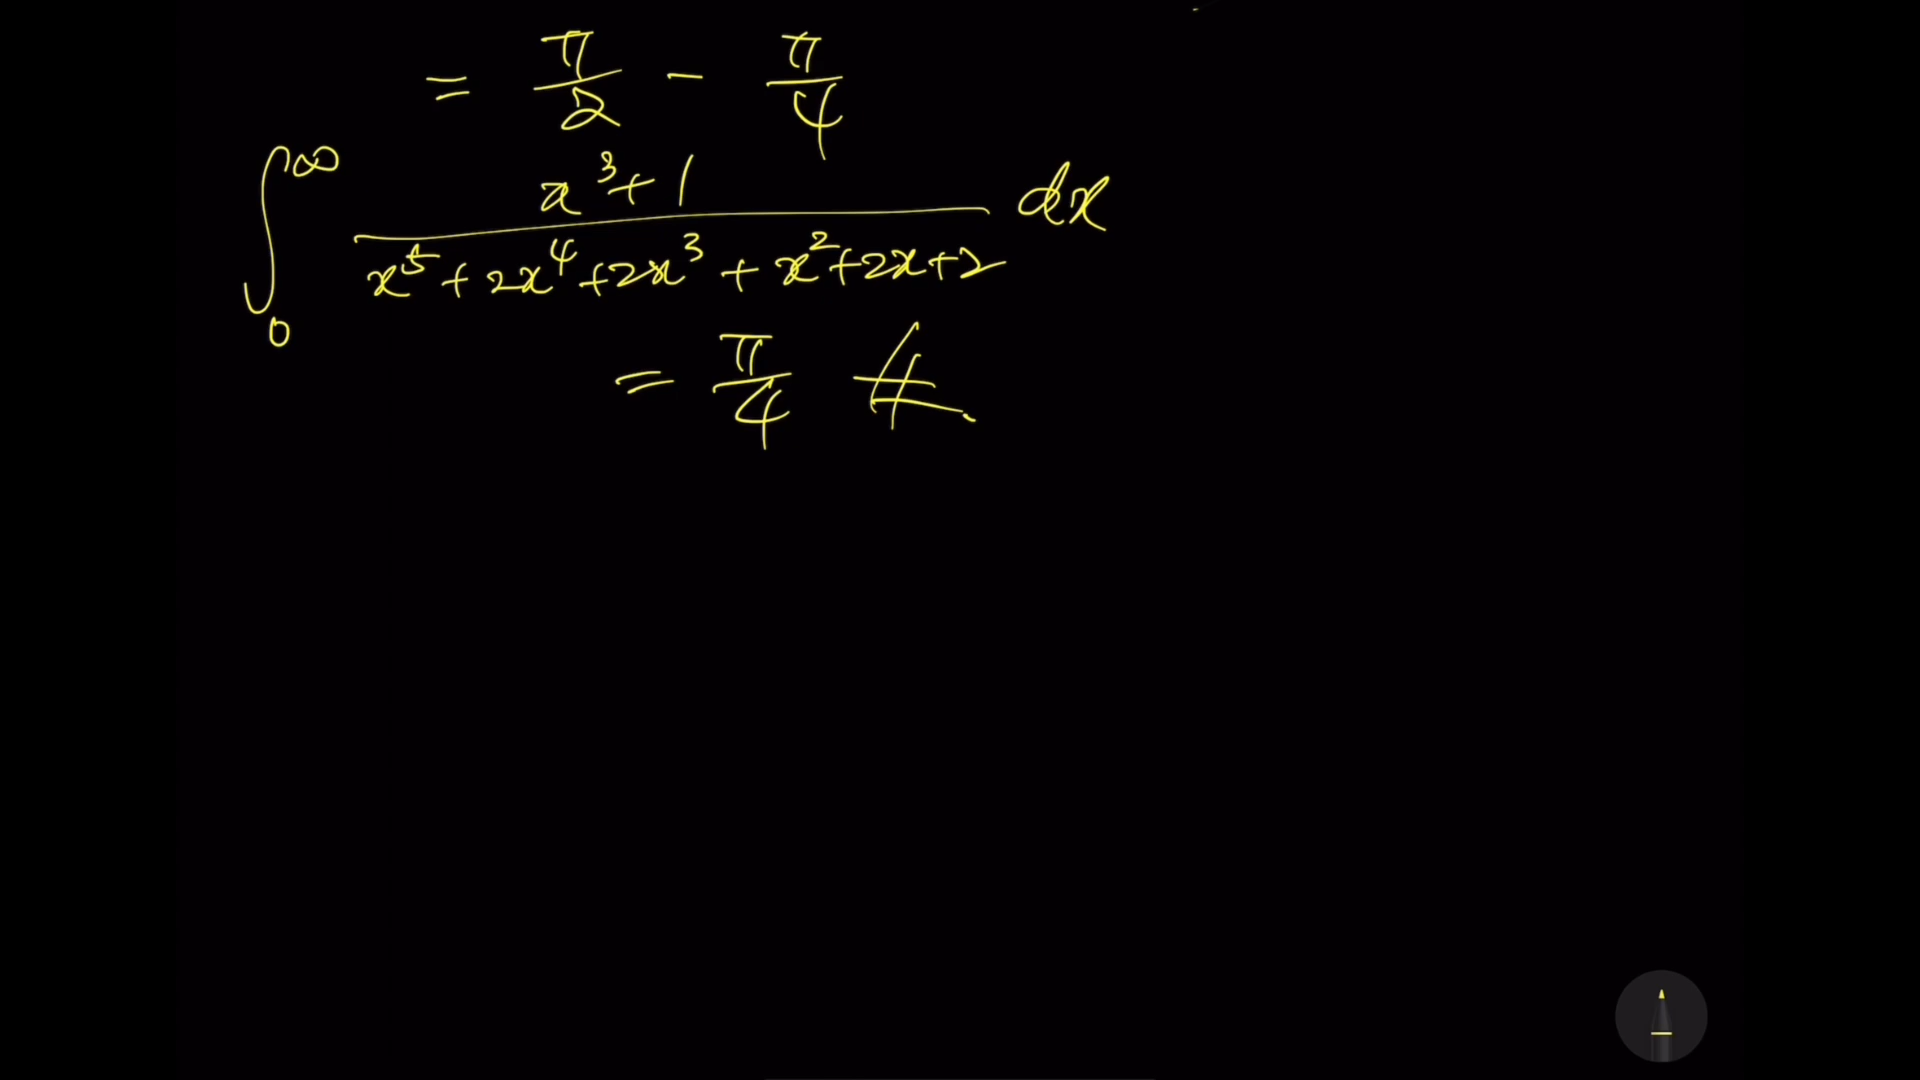 = π/2 - π/4
∫₀^∞ (x³+1)/(x⁵+2x⁴+2x³+x²+2x+2) dx
= π/4 #